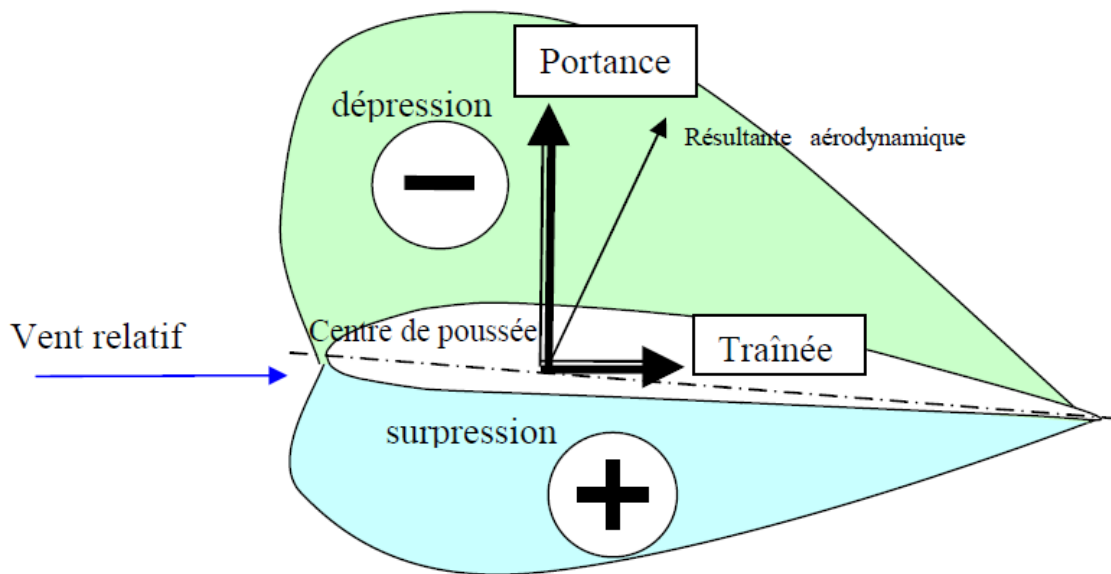 Portance
dépression
Résultante aérodynamique
Vent relatif
Centre de poussée
Traînée
surpression